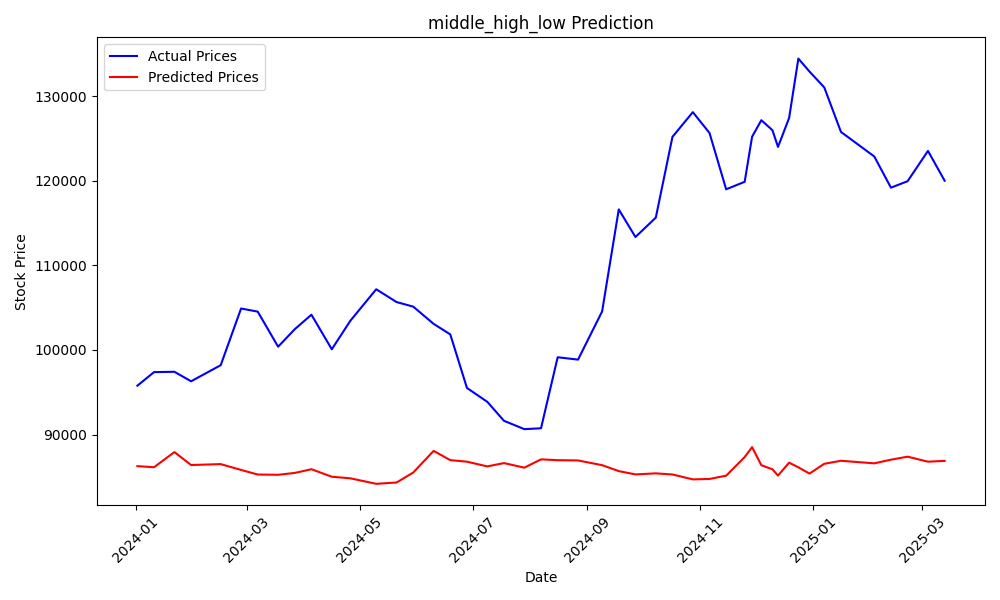 middle_high_low Prediction
Actual Prices
Predicted Prices
Stock Price
130000
120000
110000
100000
90000
2024-01
2024-03
2024-05
2024-07
2024-09
2024-11
2025-01
2025-03
Date